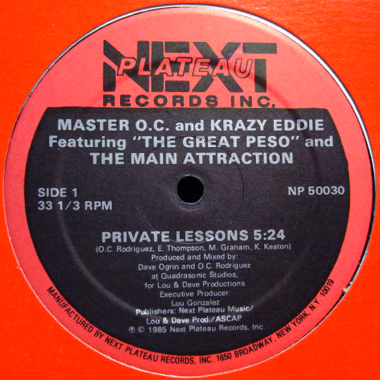 NEXT
PLATEAU
RECORDS INC.
MASTER O.C. and KRAZY EDDIE
Featuring "THE GREAT PESO" and
THE MAIN ATTRACTION
SIDE 1
33 1/3 RPM
NP 50030
PRIVATE LESSONS 5:24
(O.C. Rodriguez, E. Thompson, M. Graham, K. Keaton)
Produced and Mixed by:
Dave Ogrin and O.C. Rodriguez
at Quadrasonic Studios,
for Lou & Dave Productions
Executive Producer:
Lou Gonzalez
Publishers: Next Plateau Music/
Lou & Dave Prod./ASCAP
℗ © 1985 Next Plateau Records, Inc.
MANUFACTURED BY NEXT PLATEAU RECORDS, INC. 1650 BROADWAY, NEW YORK, N.Y. 10019